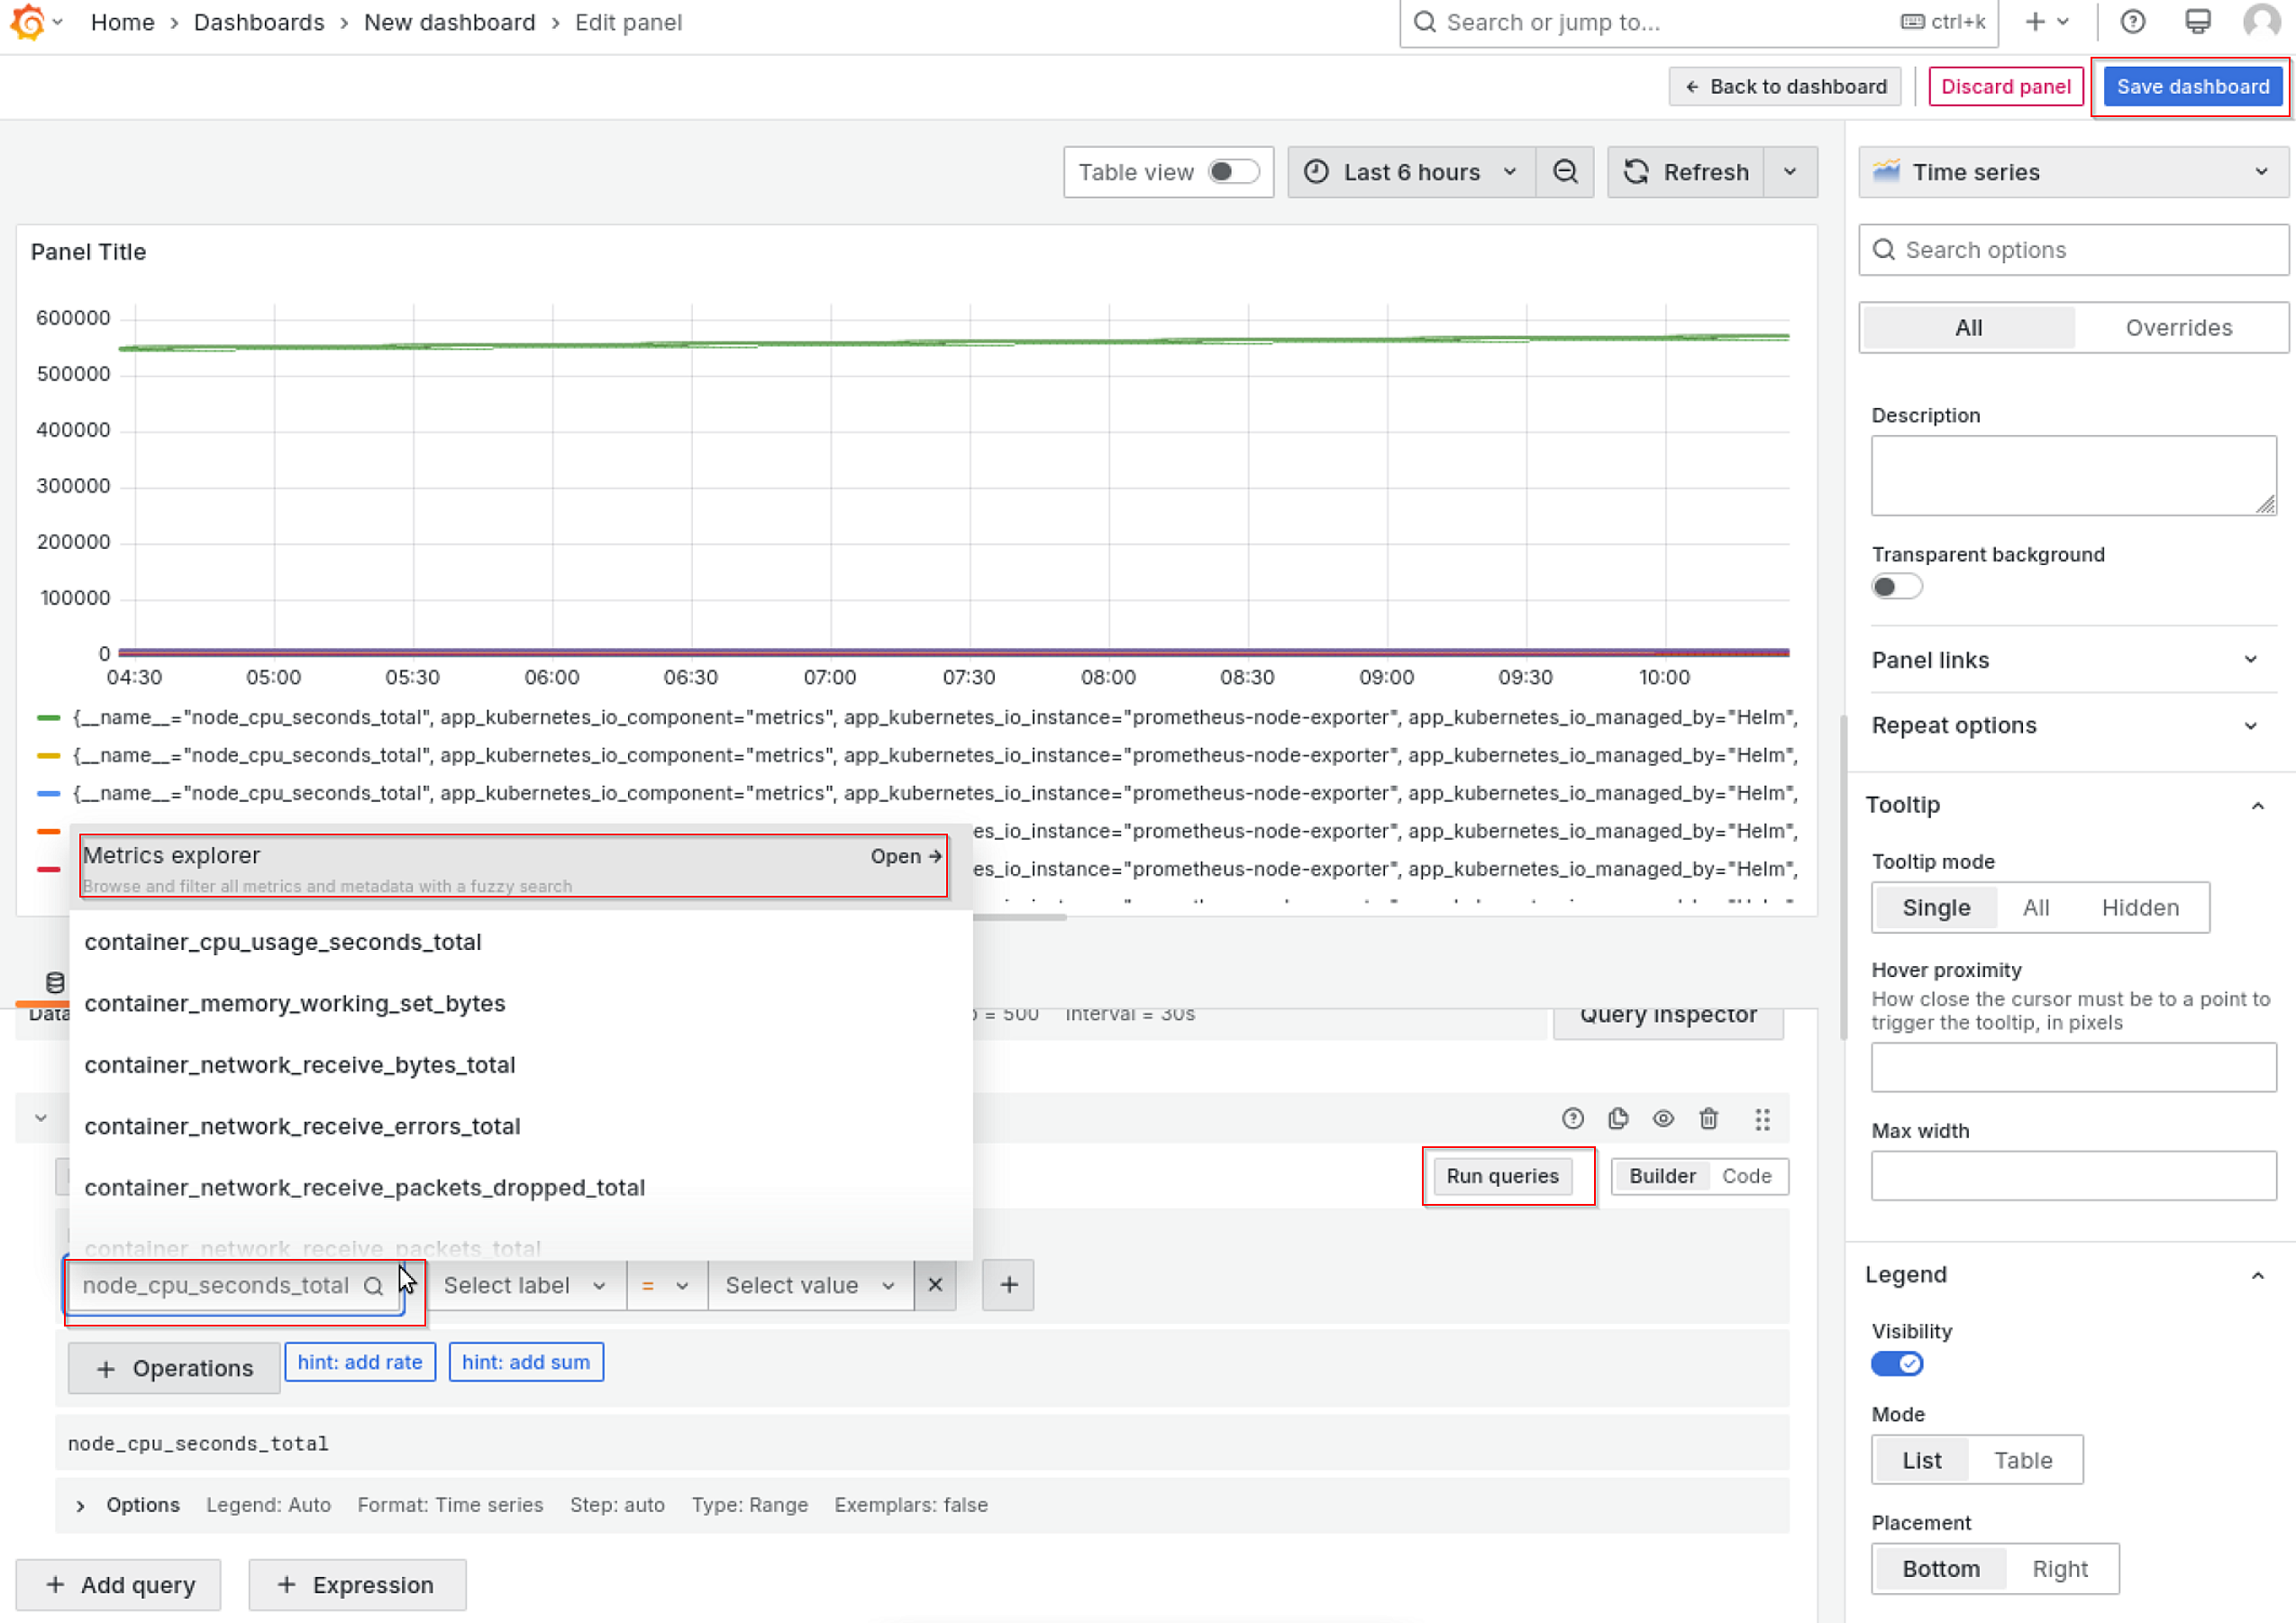 Home › Dashboards › New dashboard › Edit panel
Search or jump to...
ctrl+k
← Back to dashboard
Discard panel
Save dashboard
Table view
Last 6 hours
Refresh
Time series
Search options
All
Overrides
Panel Title
600000
500000
400000
300000
200000
100000
0
04:30 05:00 05:30 06:00 06:30 07:00 07:30 08:00 08:30 09:00 09:30 10:00
{__name__="node_cpu_seconds_total", app_kubernetes_io_component="metrics", app_kubernetes_io_instance="prometheus-node-exporter", app_kubernetes_io_managed_by="Helm",
{__name__="node_cpu_seconds_total", app_kubernetes_io_component="metrics", app_kubernetes_io_instance="prometheus-node-exporter", app_kubernetes_io_managed_by="Helm",
{__name__="node_cpu_seconds_total", app_kubernetes_io_component="metrics", app_kubernetes_io_instance="prometheus-node-exporter", app_kubernetes_io_managed_by="Helm",
es_io_instance="prometheus-node-exporter", app_kubernetes_io_managed_by="Helm",
es_io_instance="prometheus-node-exporter", app_kubernetes_io_managed_by="Helm",
Metrics explorer
Open →
Browse and filter all metrics and metadata with a fuzzy search
container_cpu_usage_seconds_total
container_memory_working_set_bytes
container_network_receive_bytes_total
container_network_receive_errors_total
container_network_receive_packets_dropped_total
container_network_receive_packets_total
Data
= 500
Interval = 30s
Query inspector
Run queries
Builder
Code
node_cpu_seconds_total
Select label
=
Select value
+ Operations
hint: add rate
hint: add sum
node_cpu_seconds_total
Options
Legend: Auto
Format: Time series
Step: auto
Type: Range
Exemplars: false
+ Add query
+ Expression
Description
Transparent background
Panel links
Repeat options
Tooltip
Tooltip mode
Single
All
Hidden
Hover proximity
How close the cursor must be to a point to
trigger the tooltip, in pixels
Max width
Legend
Visibility
Mode
List
Table
Placement
Bottom
Right